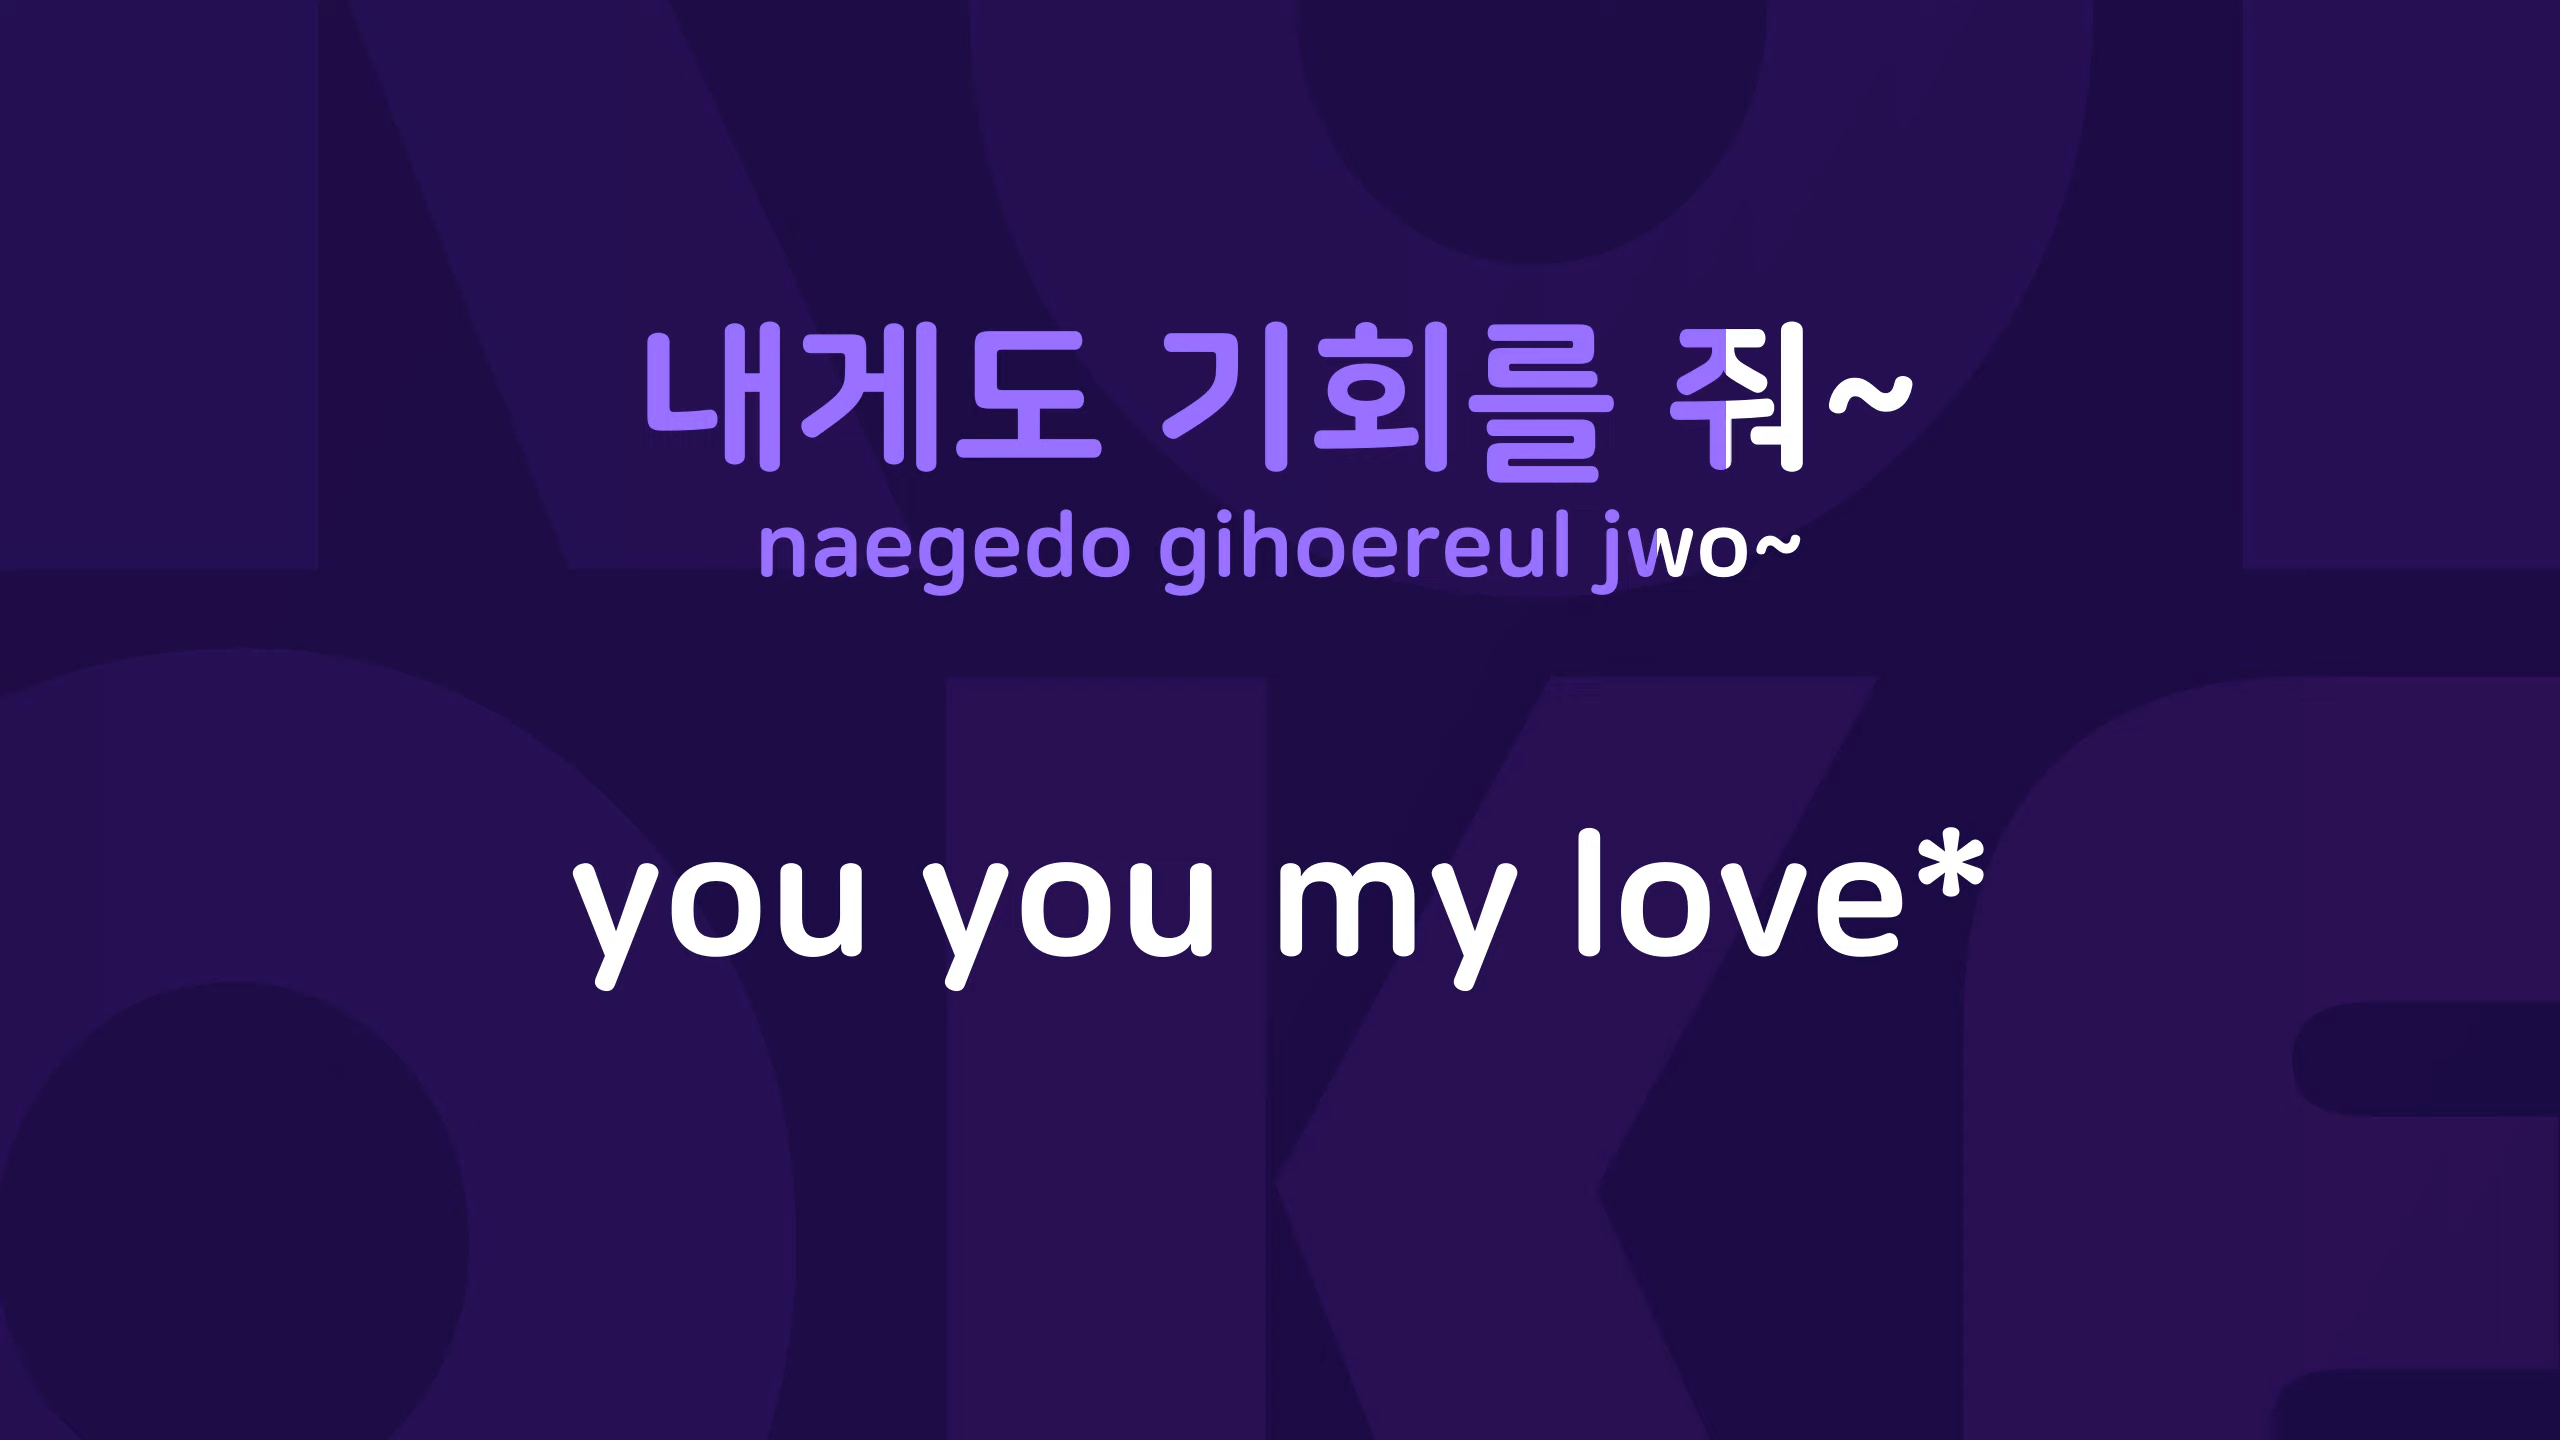 내게도 기회를 줘~
naegedo gihoereul jwo~
you you my love*